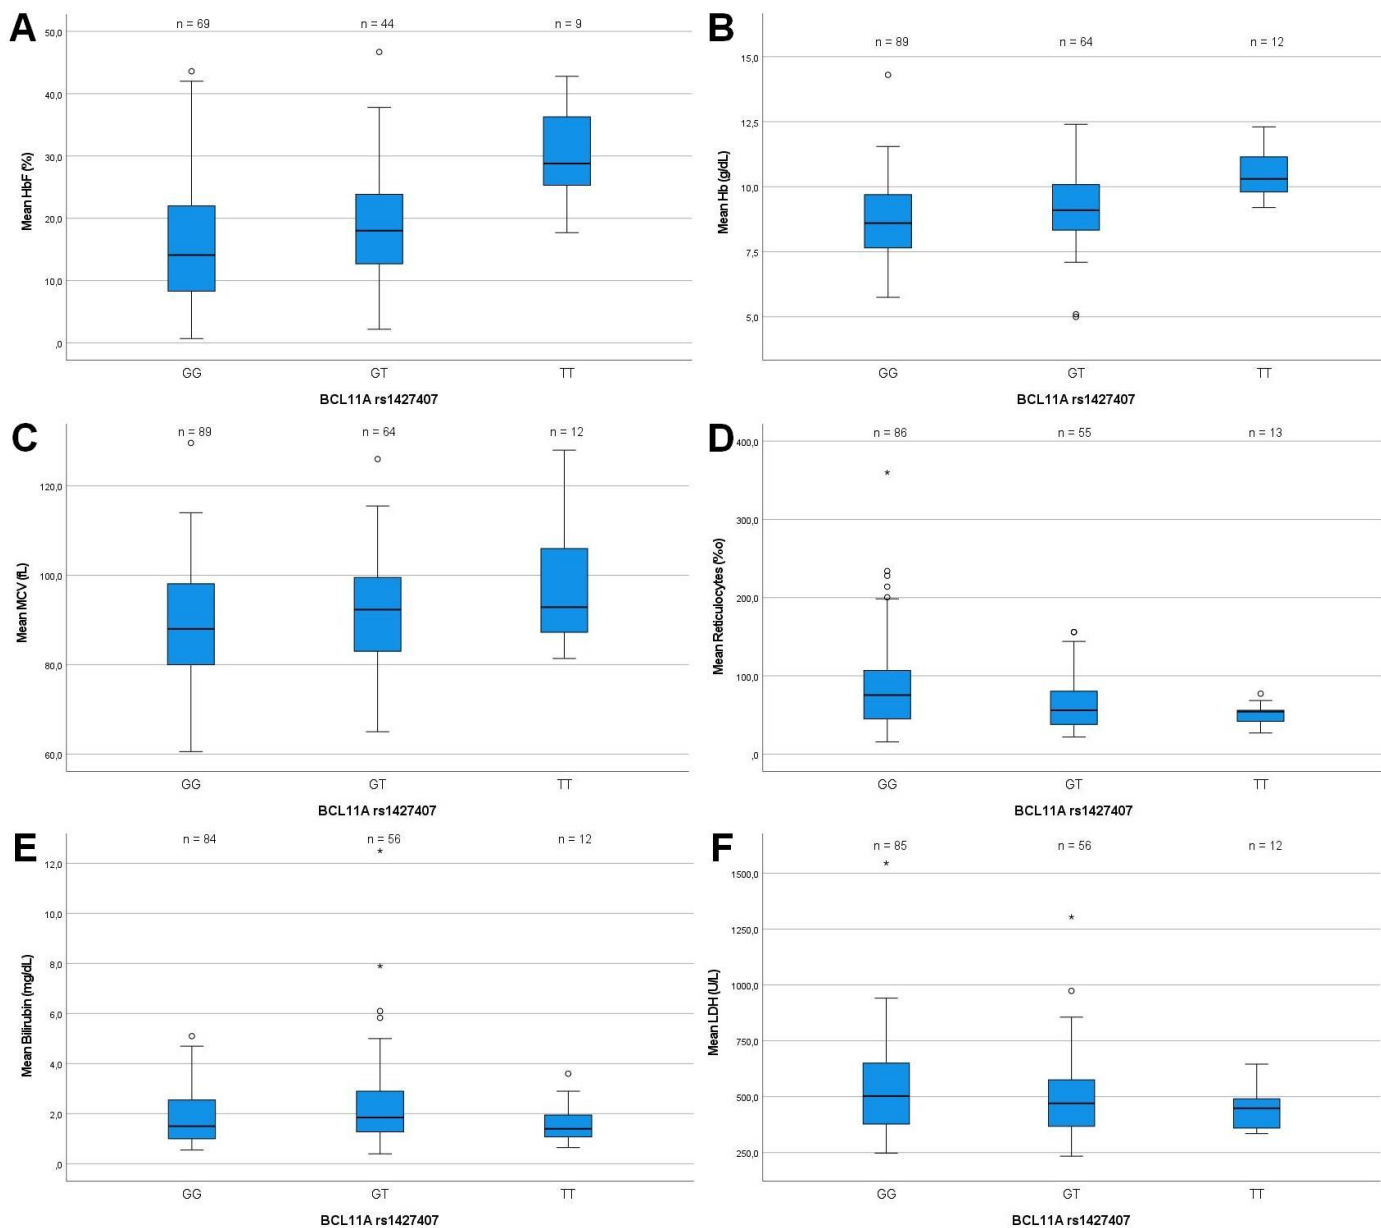 A
n = 69
n = 44
n = 9
50,0
40,0
30,0
20,0
10,0
,0
Mean HbF (%)
GG
GT
TT
BCL11A rs1427407
B
n = 89
n = 64
n = 12
15,0
12,5
10,0
7,5
5,0
Mean Hb (g/dL)
GG
GT
TT
BCL11A rs1427407
C
n = 89
n = 64
n = 12
120,0
100,0
80,0
60,0
Mean MCV (fL)
GG
GT
TT
BCL11A rs1427407
D
n = 86
n = 55
n = 13
400,0
300,0
200,0
100,0
,0
Mean Reticulocytes (%o)
GG
GT
TT
BCL11A rs1427407
E
n = 84
n = 56
n = 12
12,0
10,0
8,0
6,0
4,0
2,0
,0
Mean Bilirubin (mg/dL)
GG
GT
TT
BCL11A rs1427407
F
n = 85
n = 56
n = 12
1500,0
1250,0
1000,0
750,0
500,0
250,0
Mean LDH (U/L)
GG
GT
TT
BCL11A rs1427407